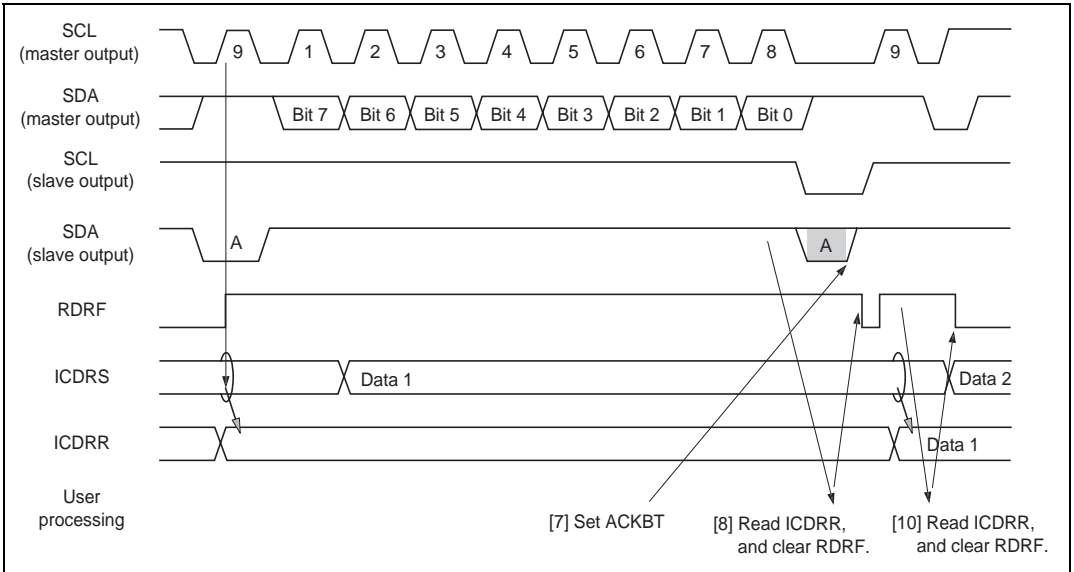 SCL
(master output)
9 1 2 3 4 5 6 7 8 9
SDA
(master output)
Bit 7 Bit 6 Bit 5 Bit 4 Bit 3 Bit 2 Bit 1 Bit 0
SCL
(slave output)
SDA
(slave output)
A A
RDRF
ICDRS
Data 1 Data 2
ICDRR
Data 1
User
processing
[7] Set ACKBT
[8] Read ICDRR,
and clear RDRF.
[10] Read ICDRR,
and clear RDRF.